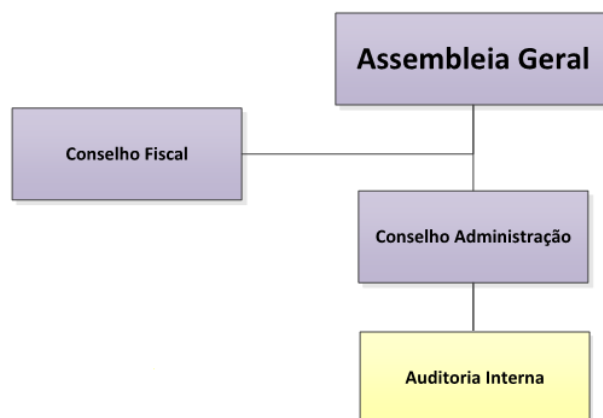 Assembleia Geral
Conselho Fiscal
Conselho Administração
Auditoria Interna